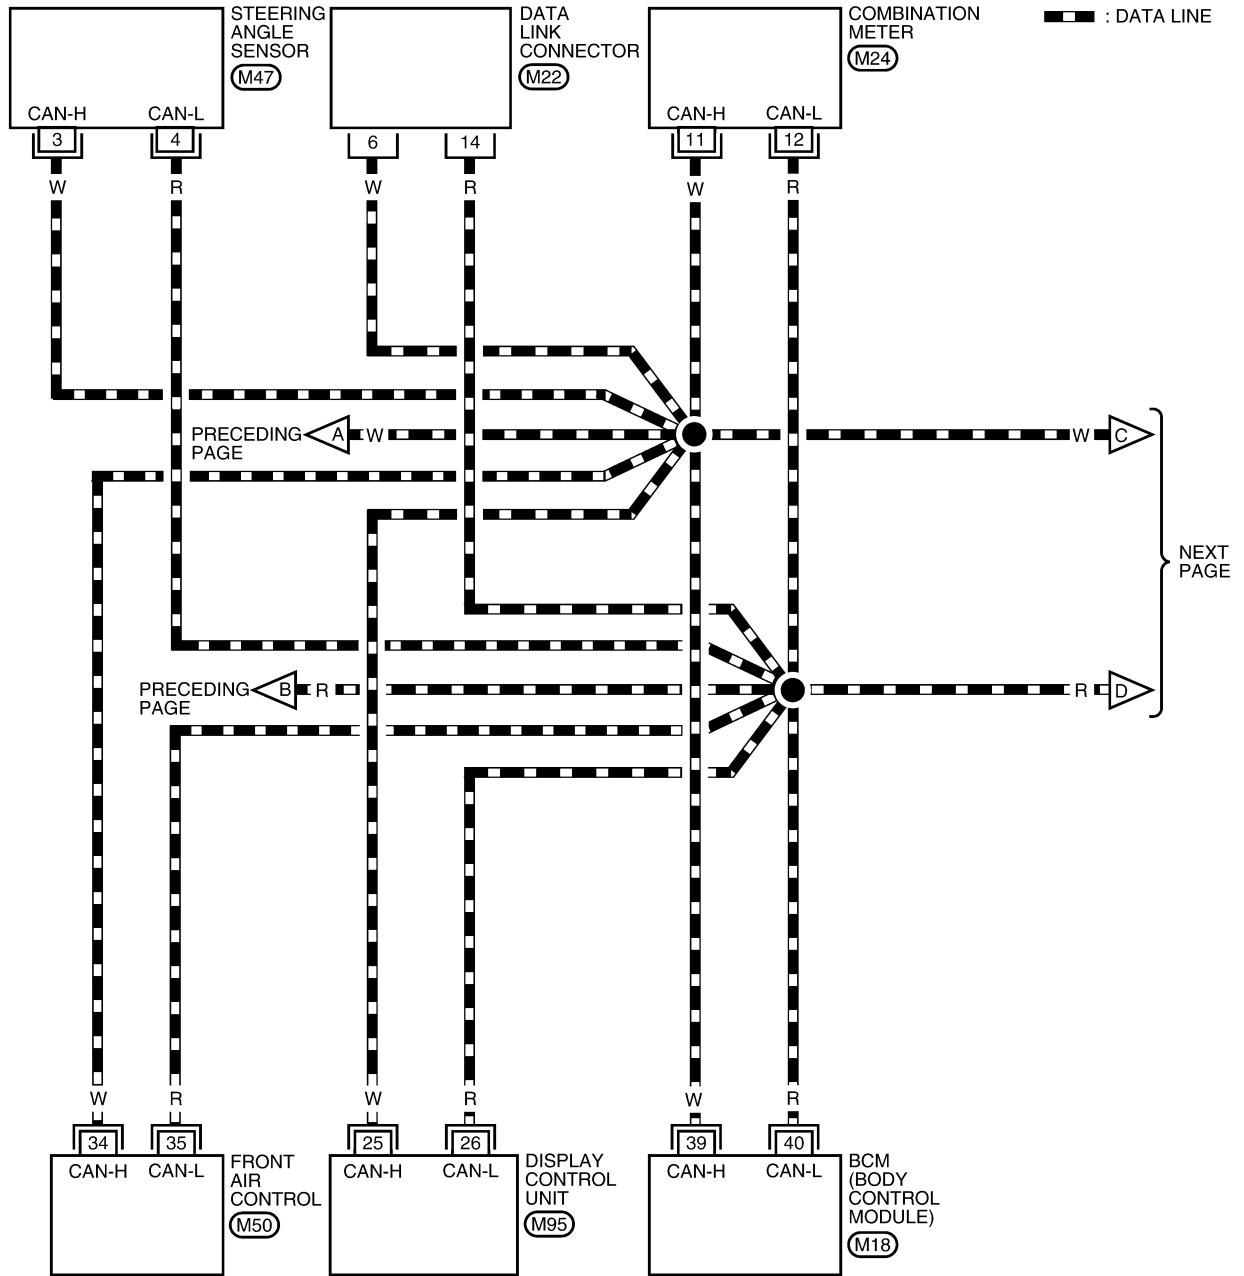 STEERING
ANGLE
SENSOR
M47
CAN-H
CAN-L
3
4
W
R
DATA
LINK
CONNECTOR
M22
6
14
W
R
COMBINATION
METER
M24
CAN-H
CAN-L
11
12
W
R
: DATA LINE
PRECEDING
PAGE
A
W
W
C
NEXT
PAGE
PRECEDING
PAGE
B
R
R
D
W
R
34
35
CAN-H
CAN-L
FRONT
AIR
CONTROL
M50
W
R
25
26
CAN-H
CAN-L
DISPLAY
CONTROL
UNIT
M95
W
R
39
40
CAN-H
CAN-L
BCM
(BODY
CONTROL
MODULE)
M18